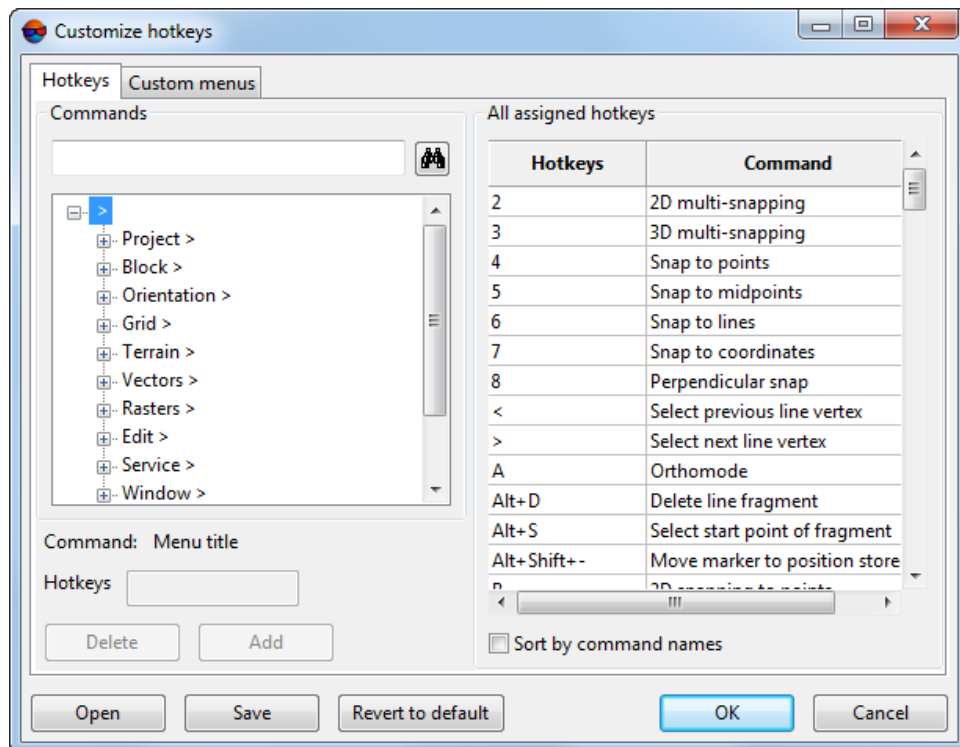 Customize hotkeys
Hotkeys Custom menus
Commands
>
Project >
Block >
Orientation >
Grid >
Terrain >
Vectors >
Rasters >
Edit >
Service >
Window >
Command: Menu title
Hotkeys
Delete Add
All assigned hotkeys
Hotkeys Command
2 2D multi-snapping
3 3D multi-snapping
4 Snap to points
5 Snap to midpoints
6 Snap to lines
7 Snap to coordinates
8 Perpendicular snap
< Select previous line vertex
> Select next line vertex
A Orthomode
Alt+D Delete line fragment
Alt+S Select start point of fragment
Alt+Shift+- Move marker to position store
2D snapping to points
Sort by command names
Open Save Revert to default OK Cancel